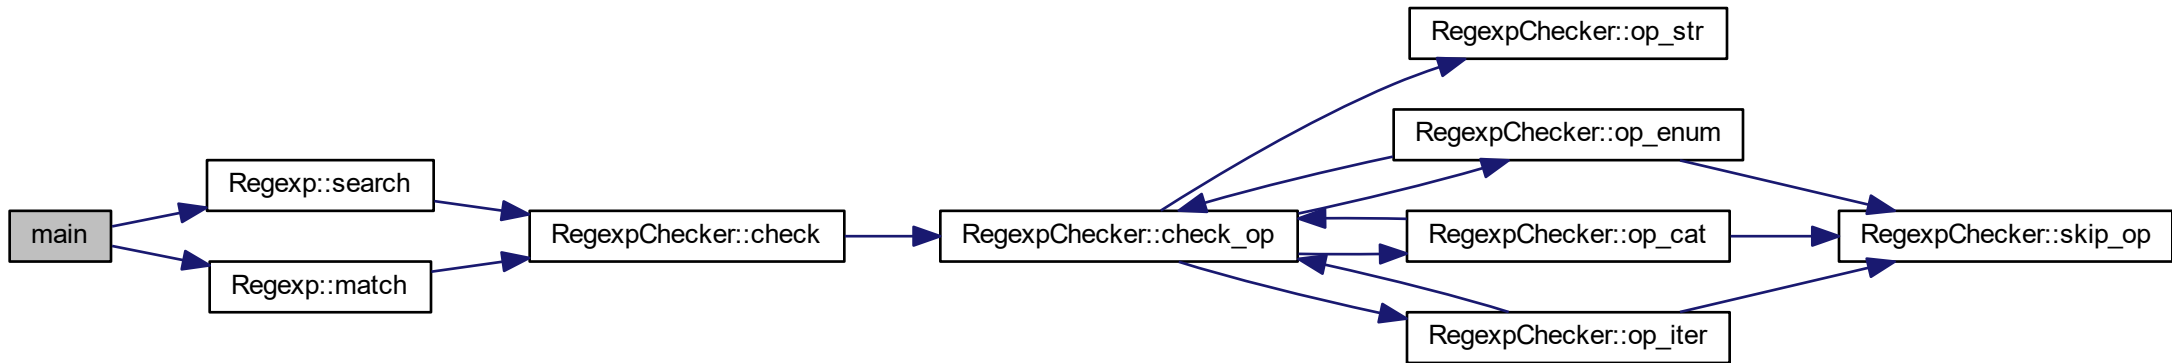 main
Regexp::search
Regexp::match
RegexpChecker::check
RegexpChecker::check_op
RegexpChecker::op_str
RegexpChecker::op_enum
RegexpChecker::op_cat
RegexpChecker::op_iter
RegexpChecker::skip_op